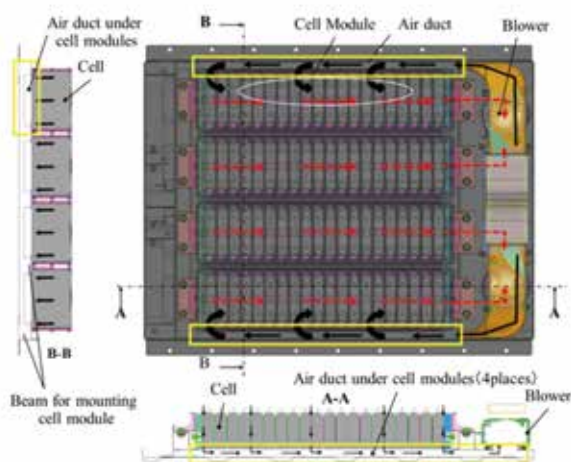 Air duct under
cell modules
Cell
B
Cell Module
Air duct
Blower
A
A
B-B
B
Beam for mounting
cell module
Cell
Air duct under cell modules(4places)
A-A
Blower